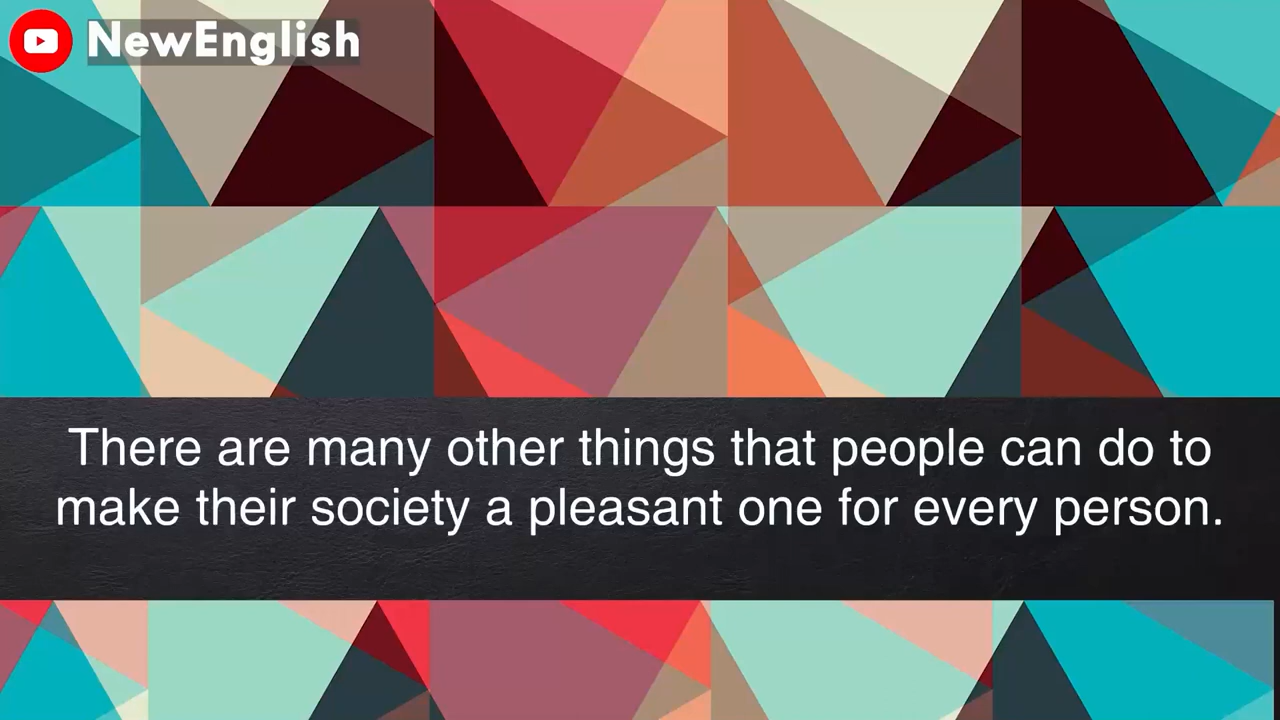 NewEnglish
There are many other things that people can do to
make their society a pleasant one for every person.